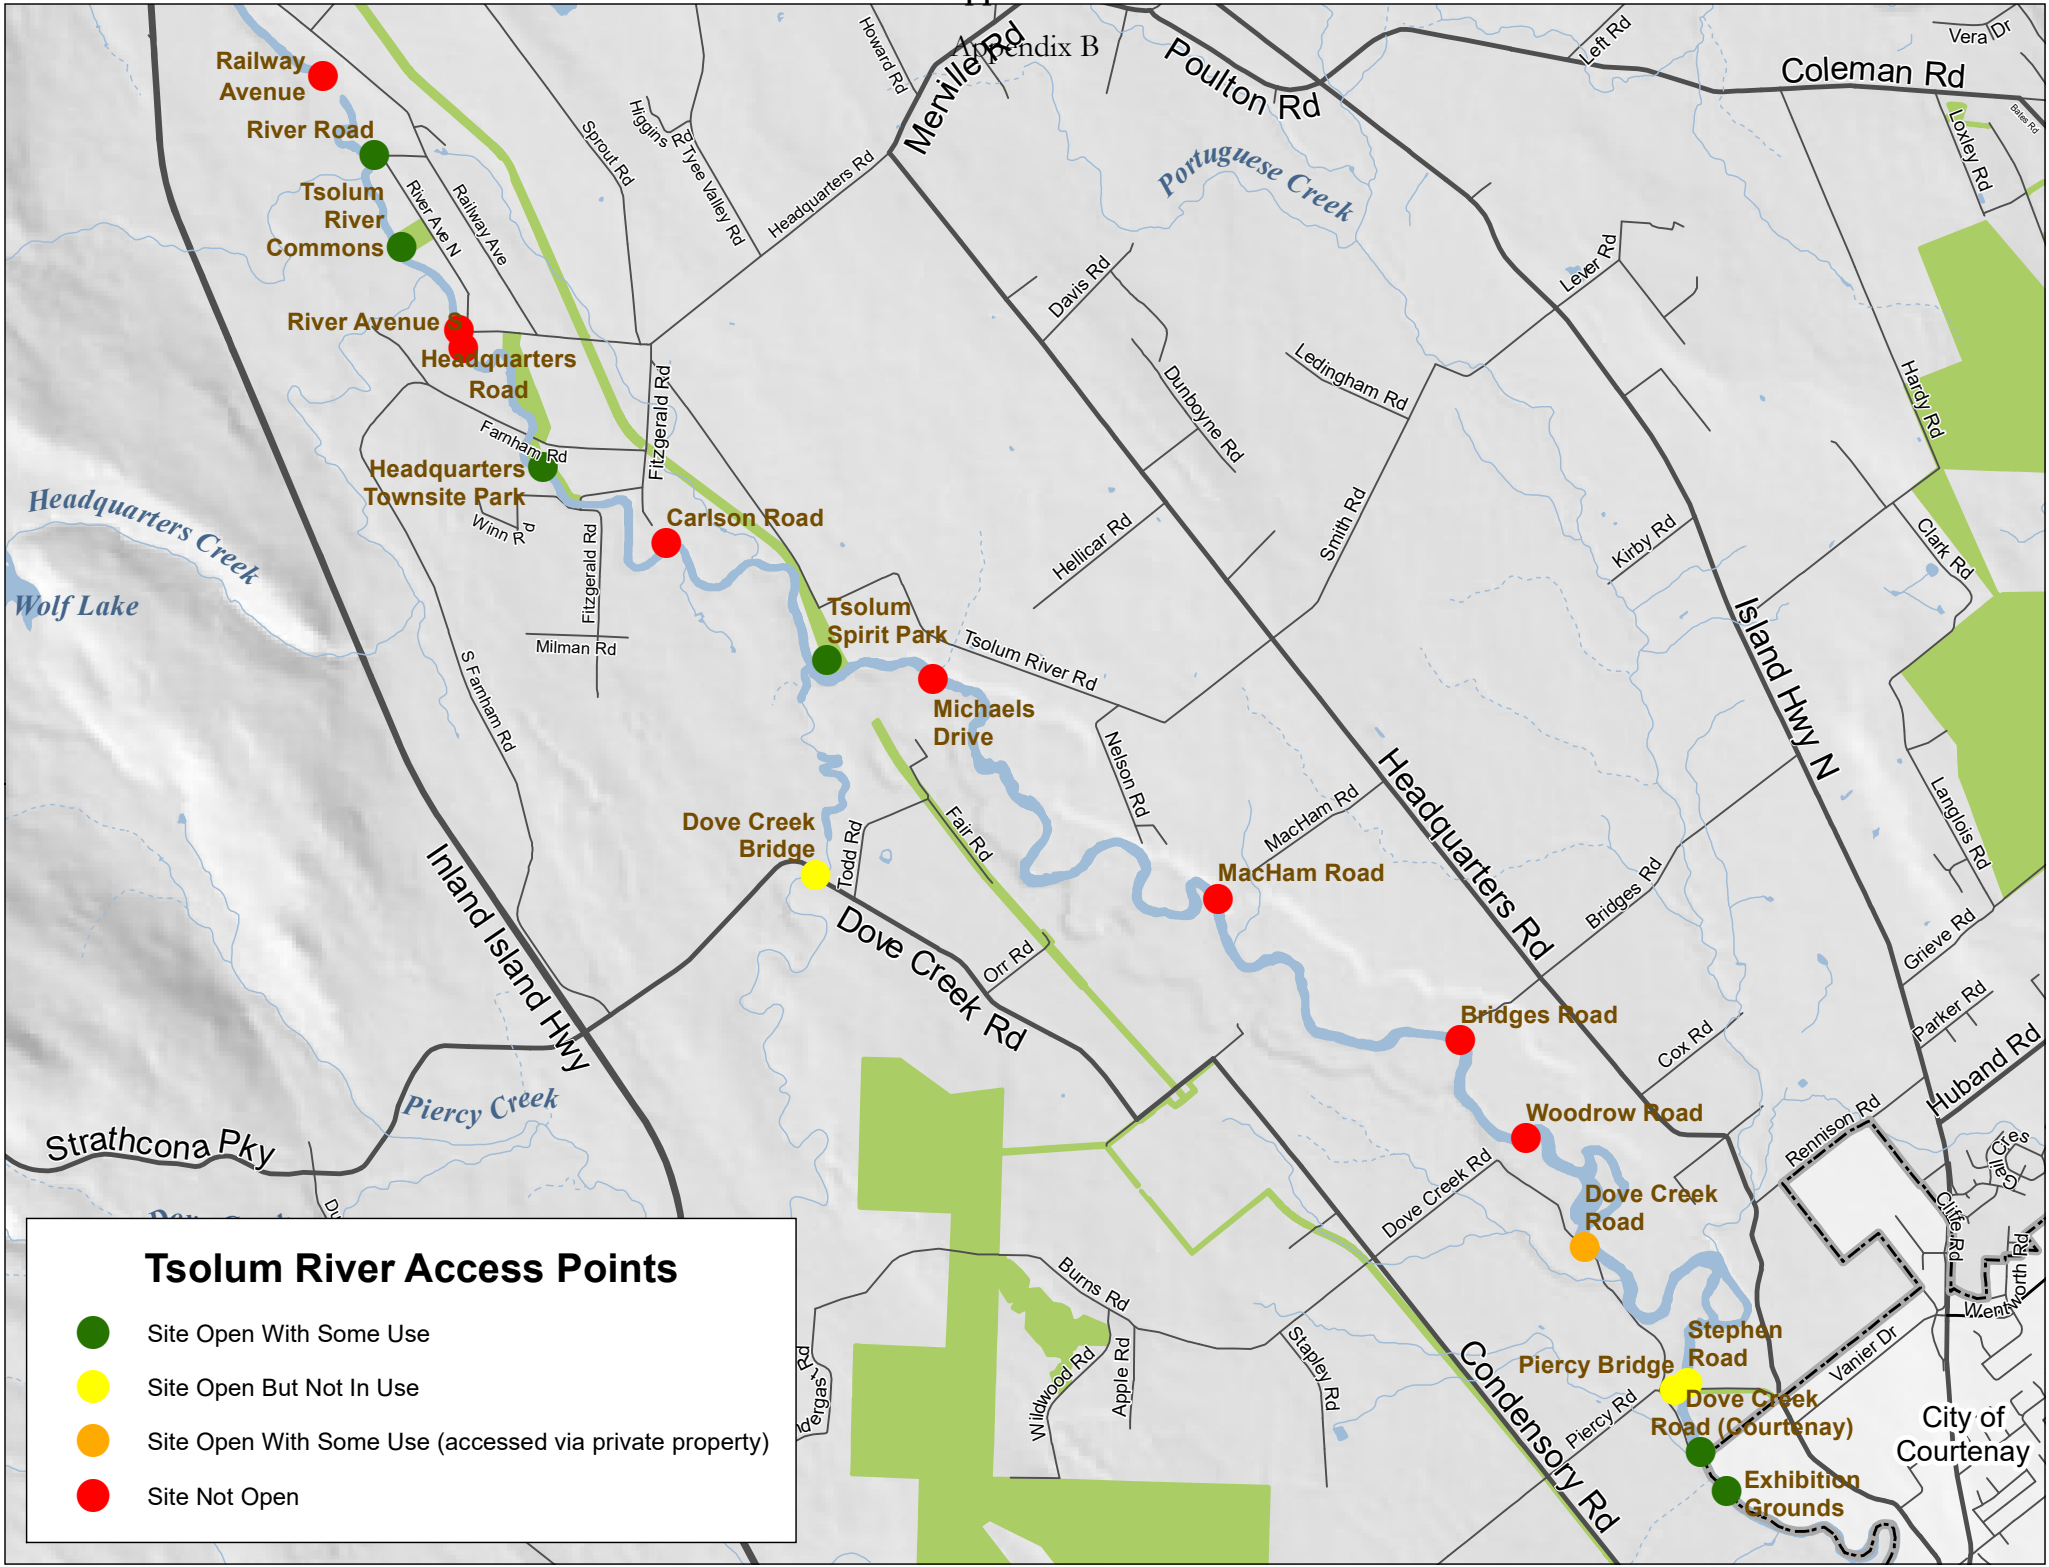 Appendix B
Railway
Avenue
River Road
Tsolum
River
Commons
River Avenue S
Headquarters
Road
Headquarters
Townsite Park
Carlson Road
Tsolum
Spirit Park
Michaels
Drive
Dove Creek
Bridge
MacHam Road
Bridges Road
Woodrow Road
Dove Creek
Road
Stephen
Road
Piercy Bridge
Dove Creek
Road (Courtenay)
Exhibition
Grounds
Howard Rd
Merville Rd
Poulton Rd
Left Rd
Vera Dr
Coleman Rd
Bates Rd
Loxley Rd
Higgins Rd
Sprout Rd
Tyee Valley Rd
Headquarters Rd
Portuguese Creek
River Ave N
Railway Ave
Davis Rd
Lever Rd
Ledingham Rd
Dunboyne Rd
Hardy Rd
Fitzgerald Rd
Farnham Rd
Headquarters Creek
Wolf Lake
Winn Rd
Fitzgerald Rd
Milman Rd
S Farnham Rd
Hellicar Rd
Smith Rd
Kirby Rd
Clark Rd
Island Hwy N
Tsolum River Rd
Nelson Rd
MacHam Rd
Headquarters Rd
Langlois Rd
Bridges Rd
Grieve Rd
Inland Island Hwy
Todd Rd
Fair Rd
Dove Creek Rd
Orr Rd
Parker Rd
Cox Rd
Huband Rd
Piercy Creek
Strathcona Pky
Rennison Rd
Gail Cres
Dove Creek Rd
Cliffe Rd
Wentworth Rd
Burns Rd
Wildwood Rd
Apple Rd
Stapley Rd
Condensory Rd
Piercy Rd
Vanier Dr
City of
Courtenay
Tsolum River Access Points
Site Open With Some Use
Site Open But Not In Use
Site Open With Some Use (accessed via private property)
Site Not Open